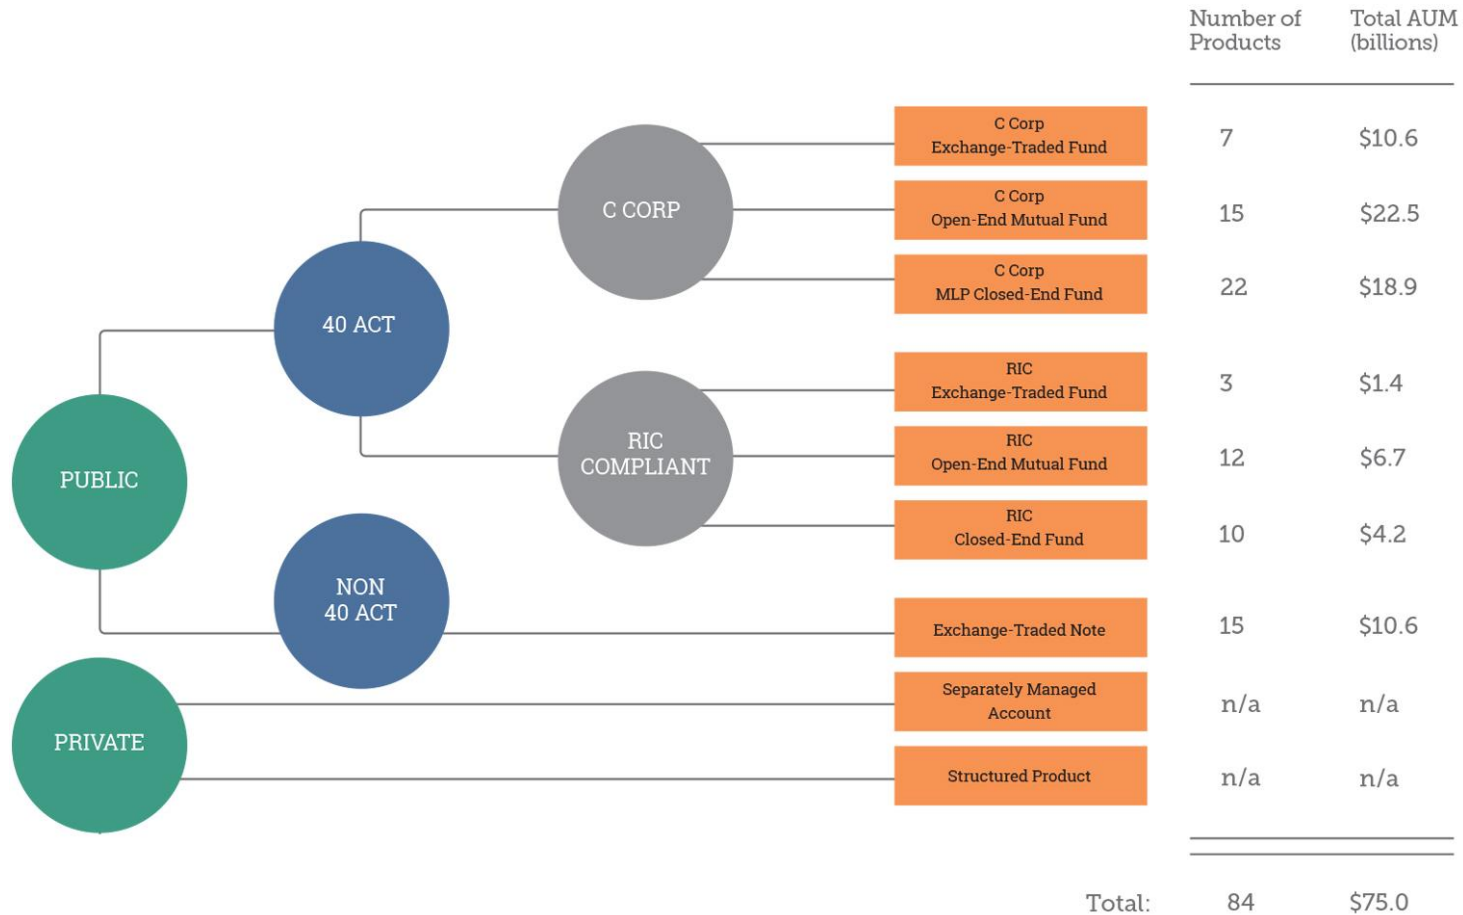 Number of
Products
Total AUM
(billions)
C Corp
Exchange-Traded Fund
7
$10.6
C CORP
C Corp
Open-End Mutual Fund
15
$22.5
C Corp
MLP Closed-End Fund
22
$18.9
40 ACT
RIC
Exchange-Traded Fund
3
$1.4
RIC
COMPLIANT
RIC
Open-End Mutual Fund
12
$6.7
PUBLIC
RIC
Closed-End Fund
10
$4.2
NON
40 ACT
Exchange-Traded Note
15
$10.6
Separately Managed
Account
n/a
n/a
PRIVATE
Structured Product
n/a
n/a
Total:
84
$75.0